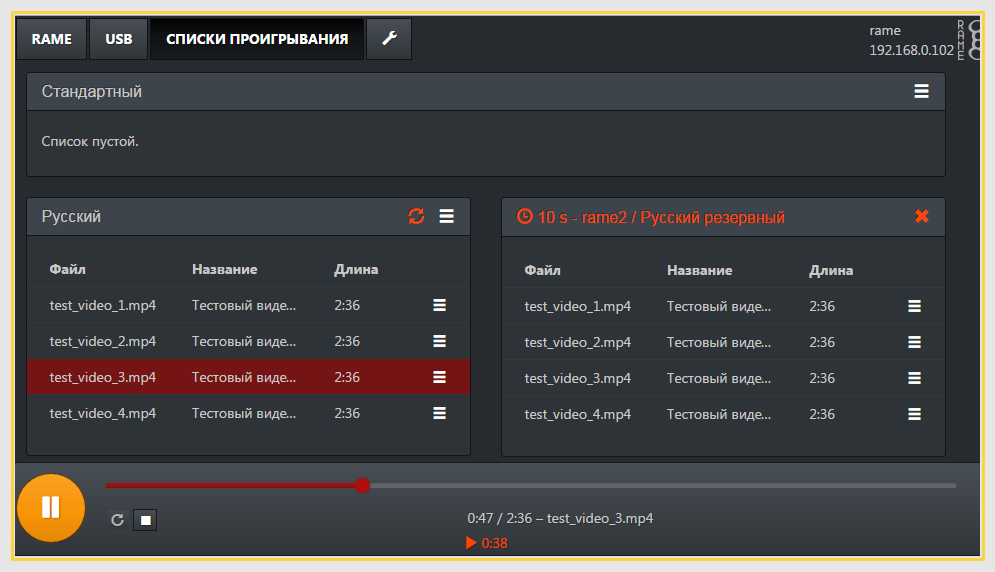 RAME USB СПИСКИ ПРОИГРЫВАНИЯ
rame
192.168.0.102
RAME
Стандартный
Список пустой.
Русский
Файл Название Длина
test_video_1.mp4 Тестовый виде... 2:36
test_video_2.mp4 Тестовый виде... 2:36
test_video_3.mp4 Тестовый виде... 2:36
test_video_4.mp4 Тестовый виде... 2:36
10 s - rame2 / Русский резервный
Файл Название Длина
test_video_1.mp4 Тестовый виде... 2:36
test_video_2.mp4 Тестовый виде... 2:36
test_video_3.mp4 Тестовый виде... 2:36
test_video_4.mp4 Тестовый виде... 2:36
0:47 / 2:36 – test_video_3.mp4
0:38